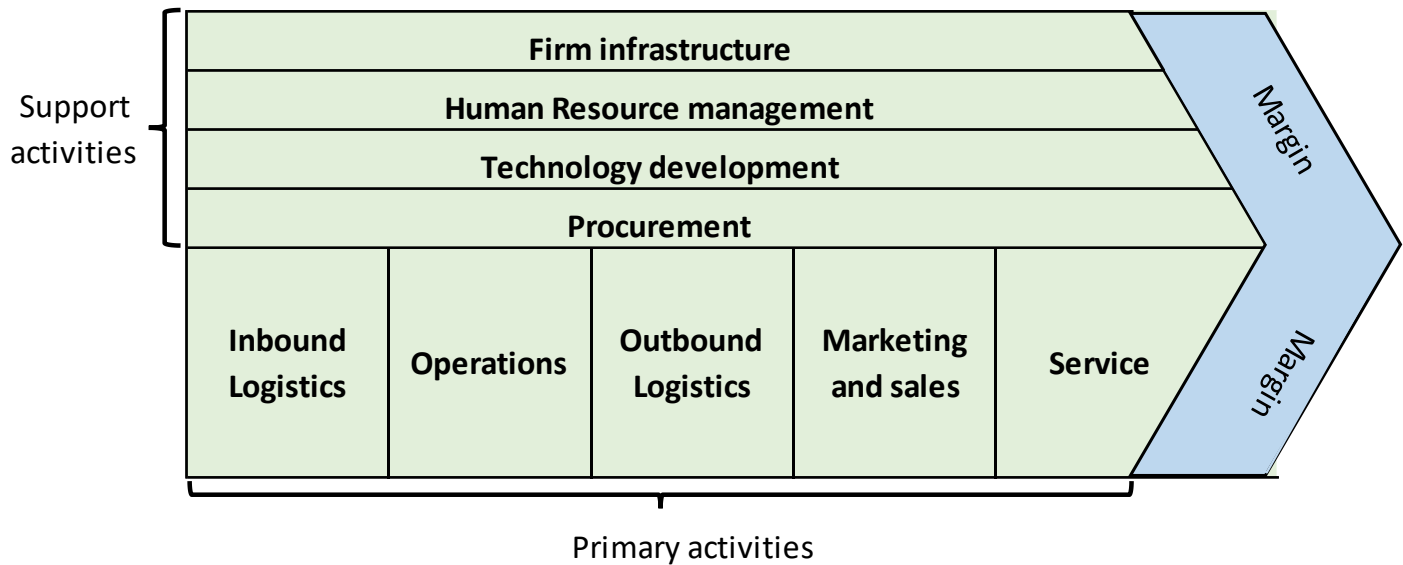 Firm infrastructure
Human Resource management
Technology development
Procurement
Support
activities
Margin
Inbound
Logistics
Operations
Outbound
Logistics
Marketing
and sales
Service
Margin
Primary activities